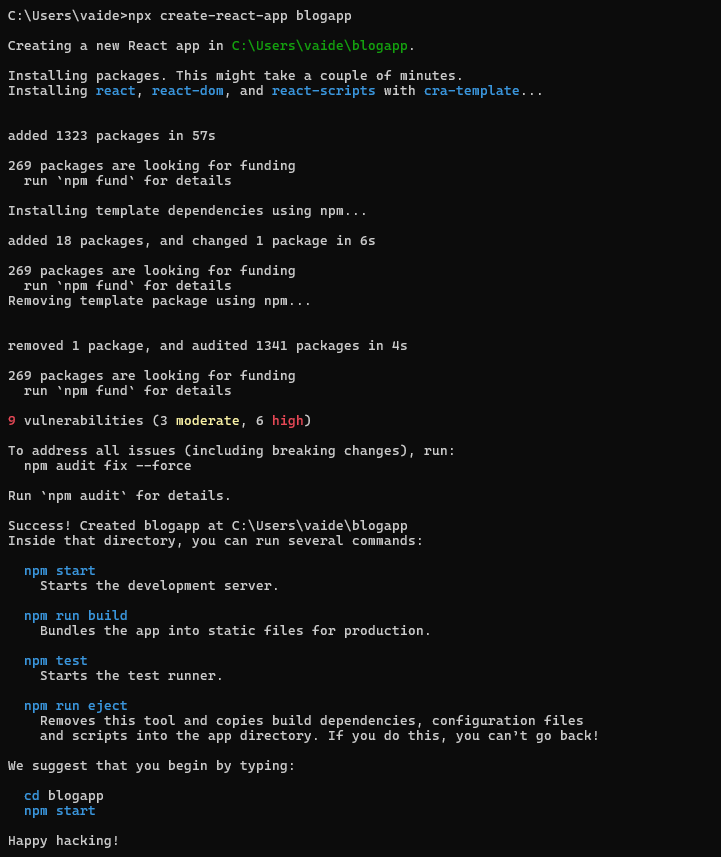 C:\Users\vaide>npx create-react-app blogapp
Creating a new React app in C:\Users\vaide\blogapp.
Installing packages. This might take a couple of minutes.
Installing react, react-dom, and react-scripts with cra-template...
added 1323 packages in 57s
269 packages are looking for funding
  run `npm fund` for details
Installing template dependencies using npm...
added 18 packages, and changed 1 package in 6s
269 packages are looking for funding
  run `npm fund` for details
Removing template package using npm...
removed 1 package, and audited 1341 packages in 4s
269 packages are looking for funding
  run `npm fund` for details
9 vulnerabilities (3 moderate, 6 high)
To address all issues (including breaking changes), run:
  npm audit fix --force
Run `npm audit` for details.
Success! Created blogapp at C:\Users\vaide\blogapp
Inside that directory, you can run several commands:
  npm start
    Starts the development server.
  npm run build
    Bundles the app into static files for production.
  npm test
    Starts the test runner.
  npm run eject
    Removes this tool and copies build dependencies, configuration files
    and scripts into the app directory. If you do this, you can’t go back!
We suggest that you begin by typing:
  cd blogapp
  npm start
Happy hacking!